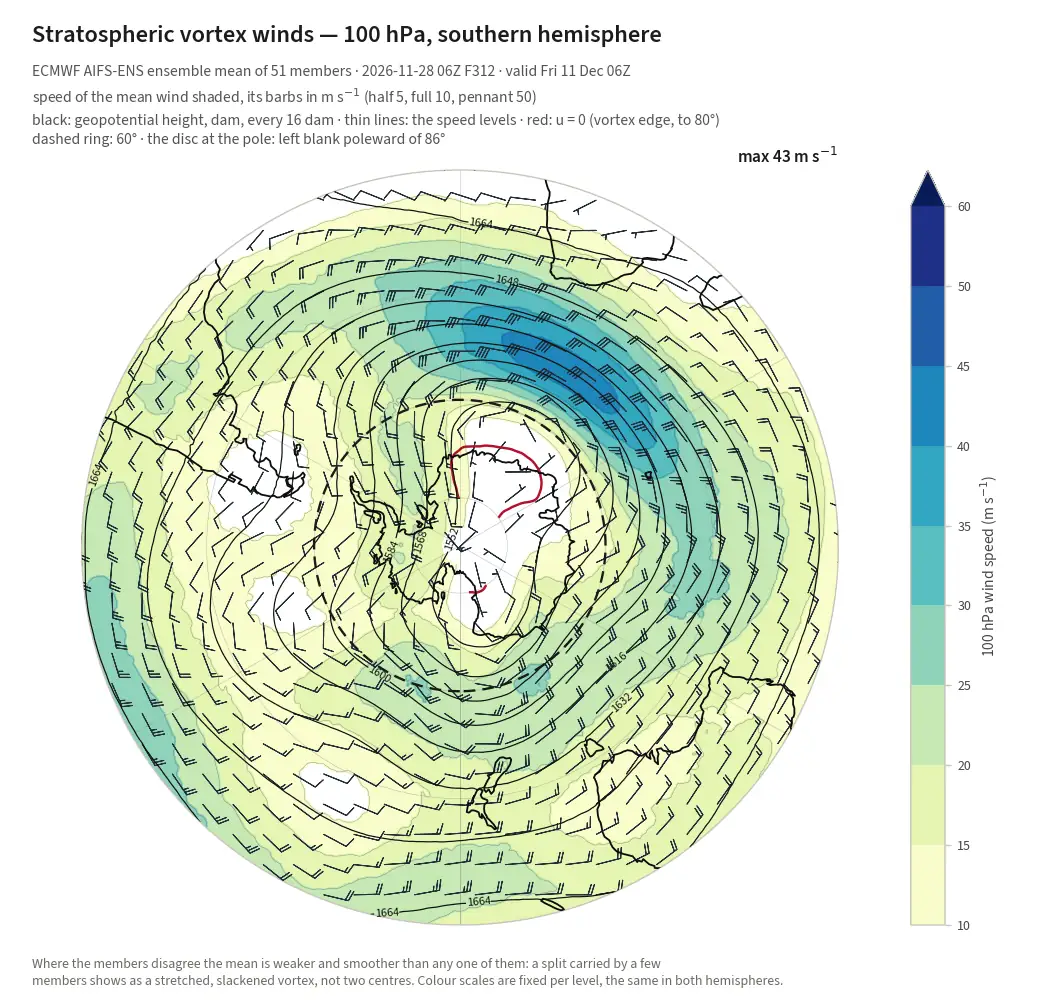 Stratospheric vortex winds — 100 hPa, southern hemisphere
ECMWF AIFS-ENS ensemble mean of 51 members · 2026-11-28 06Z F312 · valid Fri 11 Dec 06Z
speed of the mean wind shaded, its barbs in m s⁻¹ (half 5, full 10, pennant 50)
black: geopotential height, dam, every 16 dam · thin lines: the speed levels · red: u = 0 (vortex edge, to 80°)
dashed ring: 60° · the disc at the pole: left blank poleward of 86°
max 43 m s⁻¹
60
50
45
40
35
30
25
20
15
10
100 hPa wind speed (m s⁻¹)
1664
1648
1664
1552
1568
1584
1600
1616
1632
1664
1664
Where the members disagree the mean is weaker and smoother than any one of them: a split carried by a few
members shows as a stretched, slackened vortex, not two centres. Colour scales are fixed per level, the same in both hemispheres.